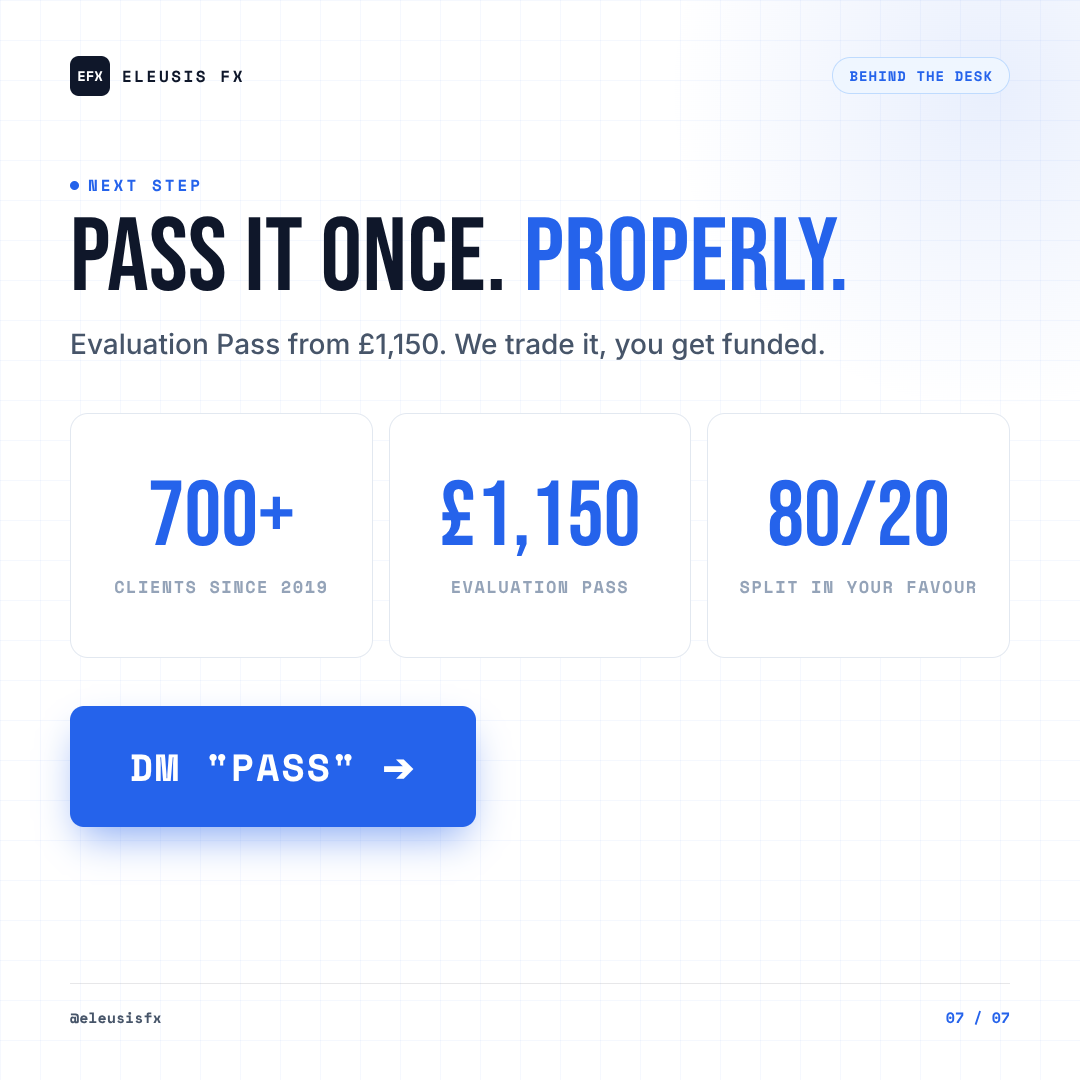 EFX ELEUSIS FX
BEHIND THE DESK
NEXT STEP
PASS IT ONCE. PROPERLY.
Evaluation Pass from £1,150. We trade it, you get funded.
700+
CLIENTS SINCE 2019
£1,150
EVALUATION PASS
80/20
SPLIT IN YOUR FAVOUR
DM "PASS" ➔
@eleusisfx
07 / 07